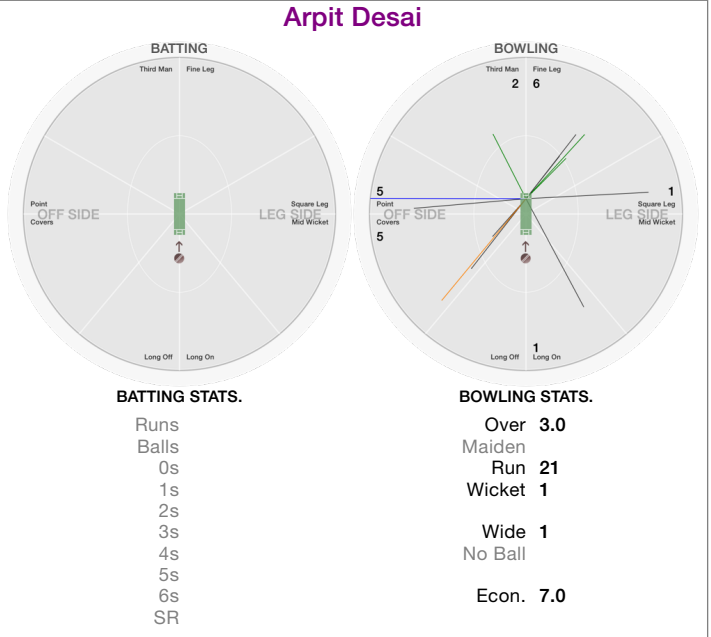 Arpit Desai
BATTING
Third Man Fine Leg
Point
OFF SIDE
Covers
Square Leg
LEG SIDE
Mid Wicket
Long Off Long On
BATTING STATS.
Runs
Balls
0s
1s
2s
3s
4s
5s
6s
SR
BOWLING
Third Man Fine Leg
2 6
5
Point
OFF SIDE
Covers
5
1
Square Leg
LEG SIDE
Mid Wicket
1
Long Off Long On
BOWLING STATS.
Over 3.0
Maiden
Run 21
Wicket 1
Wide 1
No Ball
Econ. 7.0